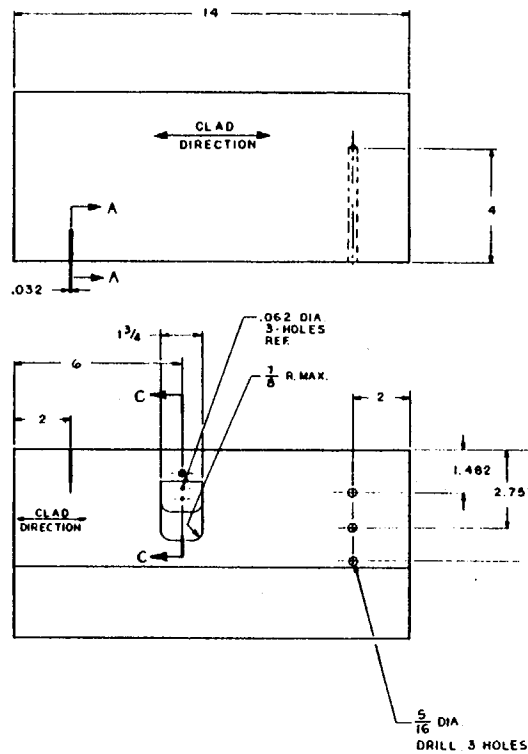 14
CLAD
DIRECTION
A
A
4
.032
1 3/4
.062 DIA.
3-HOLES
REF.
6
7/8 R. MAX.
C
2
2
1.482
2.75
CLAD
DIRECTION
C
5/16 DIA.
DRILL 3 HOLES